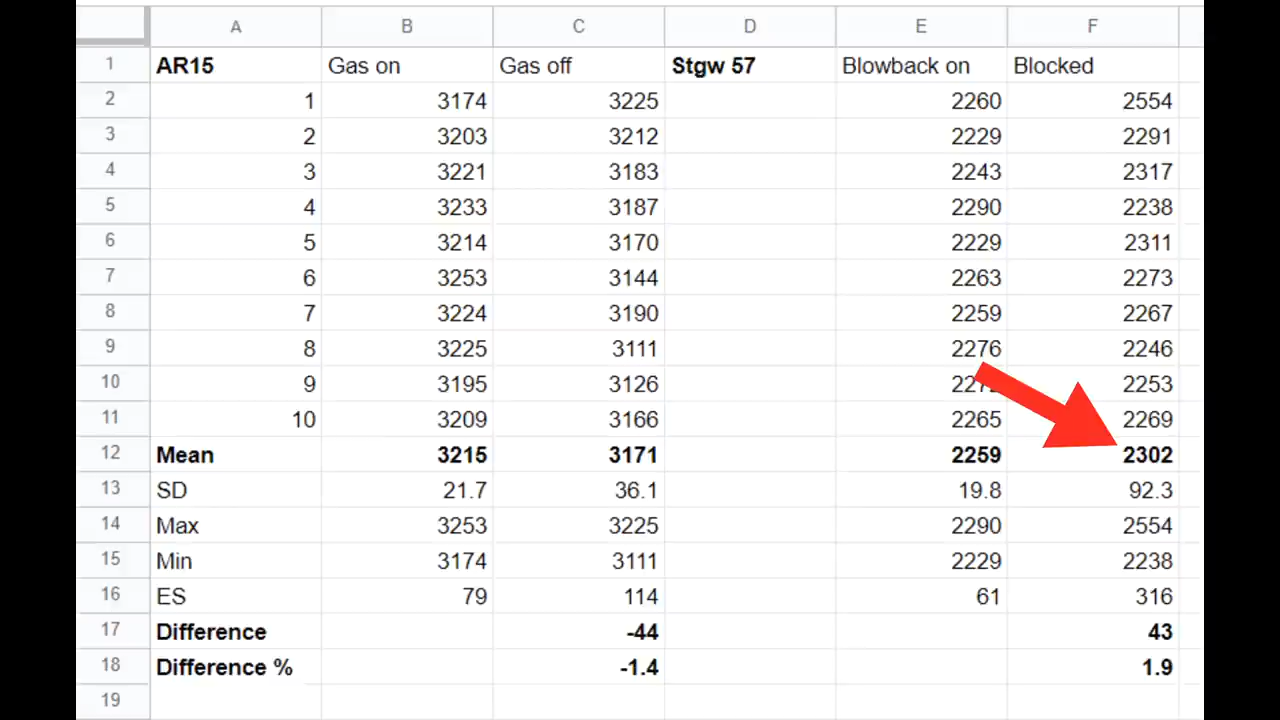 A B C D E F
1 AR15 Gas on Gas off Stgw 57 Blowback on Blocked
2 1 3174 3225 2260 2554
3 2 3203 3212 2229 2291
4 3 3221 3183 2243 2317
5 4 3233 3187 2290 2238
6 5 3214 3170 2229 2311
7 6 3253 3144 2263 2273
8 7 3224 3190 2259 2267
9 8 3225 3111 2276 2246
10 9 3195 3126 2253
11 10 3209 3166 2265 2269
12 Mean 3215 3171 2259 2302
13 SD 21.7 36.1 19.8 92.3
14 Max 3253 3225 2290 2554
15 Min 3174 3111 2229 2238
16 ES 79 114 61 316
17 Difference -44 43
18 Difference % -1.4 1.9
19